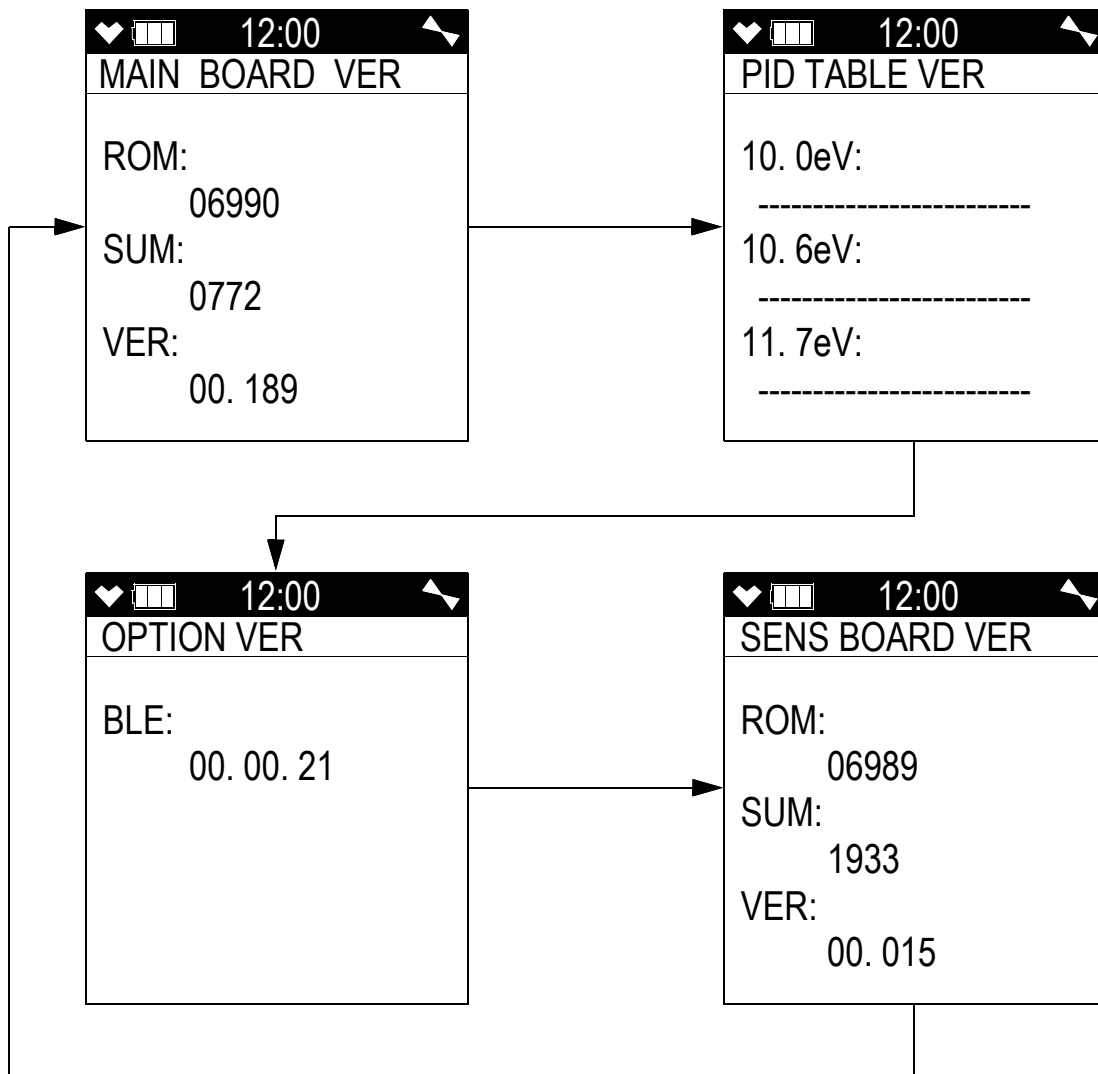 12:00
MAIN BOARD VER
ROM:
06990
SUM:
0772
VER:
00. 189
12:00
PID TABLE VER
10. 0eV:
-------------------------
10. 6eV:
-------------------------
11. 7eV:
-------------------------
12:00
OPTION VER
BLE:
00. 00. 21
12:00
SENS BOARD VER
ROM:
06989
SUM:
1933
VER:
00. 015